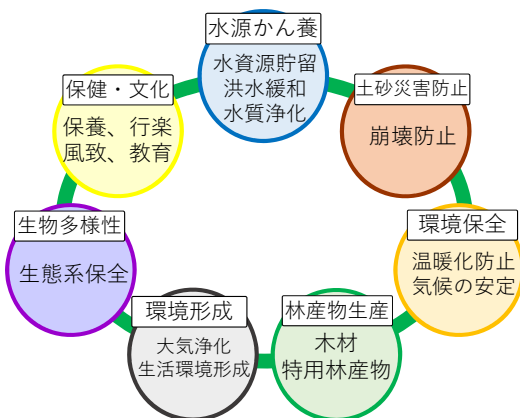 水源かん養
水資源貯留
洪水緩和
水質浄化
土砂災害防止
崩壊防止
環境保全
温暖化防止
気候の安定
林産物生産
木材
特用林産物
環境形成
大気浄化
生活環境形成
生物多様性
生態系保全
保健・文化
保養、行楽
風致、教育